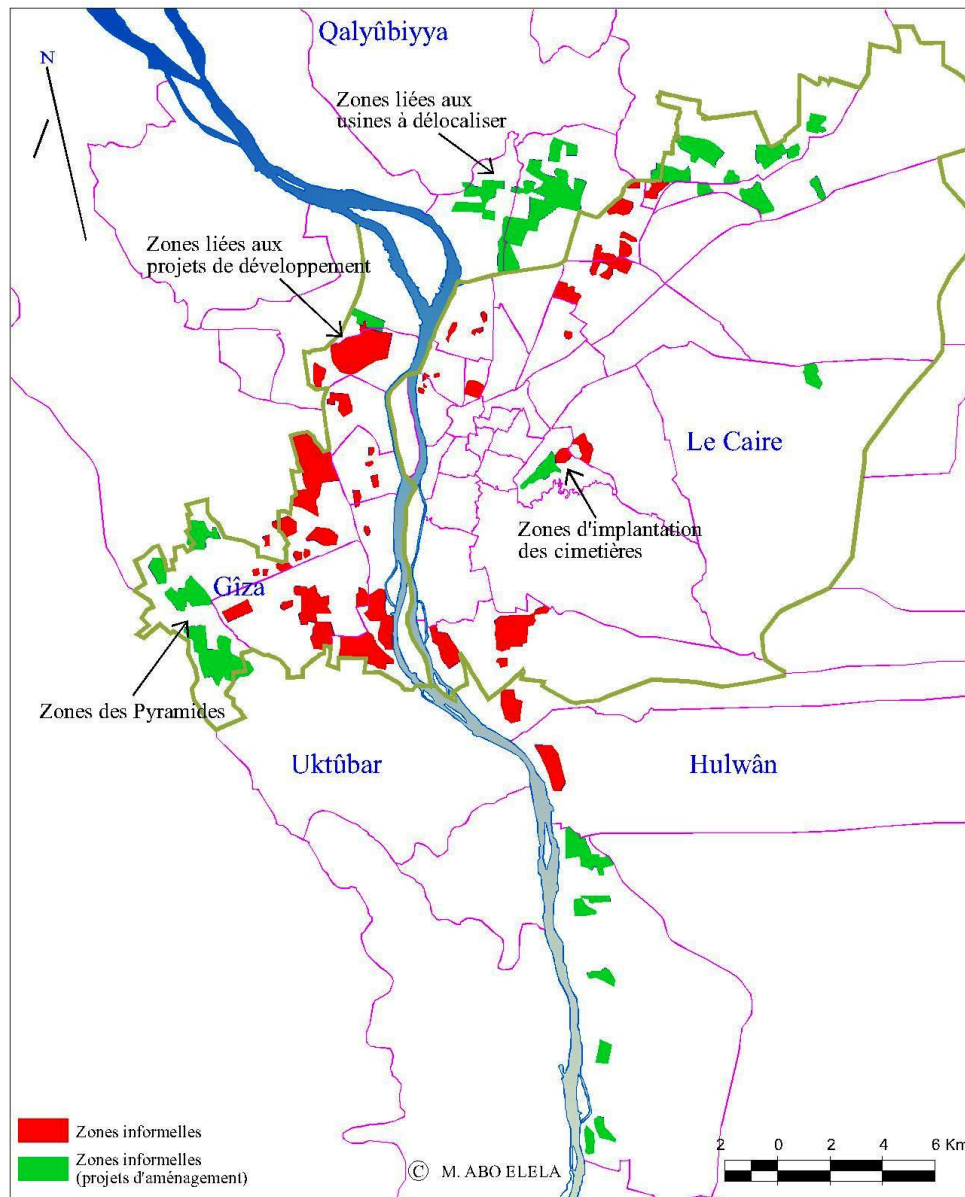 Qalyûbiyya
N
Zones liées aux
usines à délocaliser
Zones liées aux
projets de développement
Le Caire
Zones d'implantation
des cimetières
Gîza
Zones des Pyramides
Uktûbar
Hulwân
Zones informelles
Zones informelles
(projets d'aménagement)
© M. ABO ELELA
2 0 2 4 6 Km